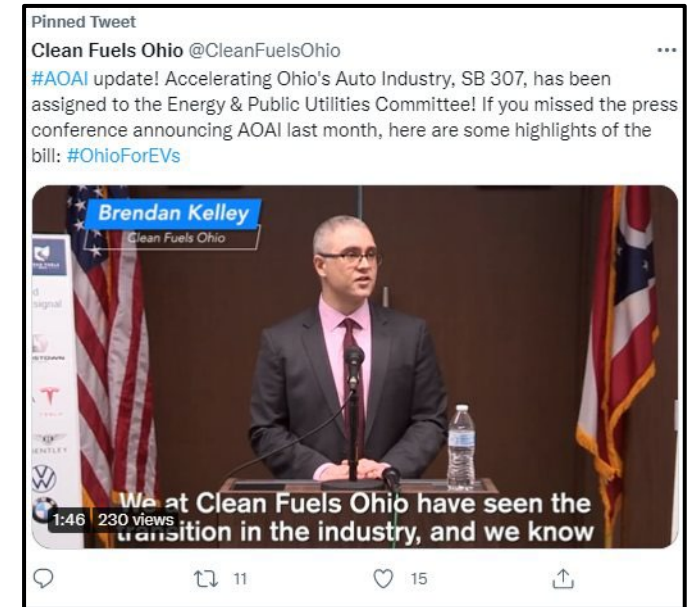 Pinned Tweet
Clean Fuels Ohio @CleanFuelsOhio
#AOAI update! Accelerating Ohio's Auto Industry, SB 307, has been
assigned to the Energy & Public Utilities Committee! If you missed the press
conference announcing AOAI last month, here are some highlights of the
bill: #OhioForEVs
Brendan Kelley
Clean Fuels Ohio
signal
TESLA
BENTLEY
We at Clean Fuels Ohio have seen the
1:46 230 views
transition in the industry, and we know
11
15